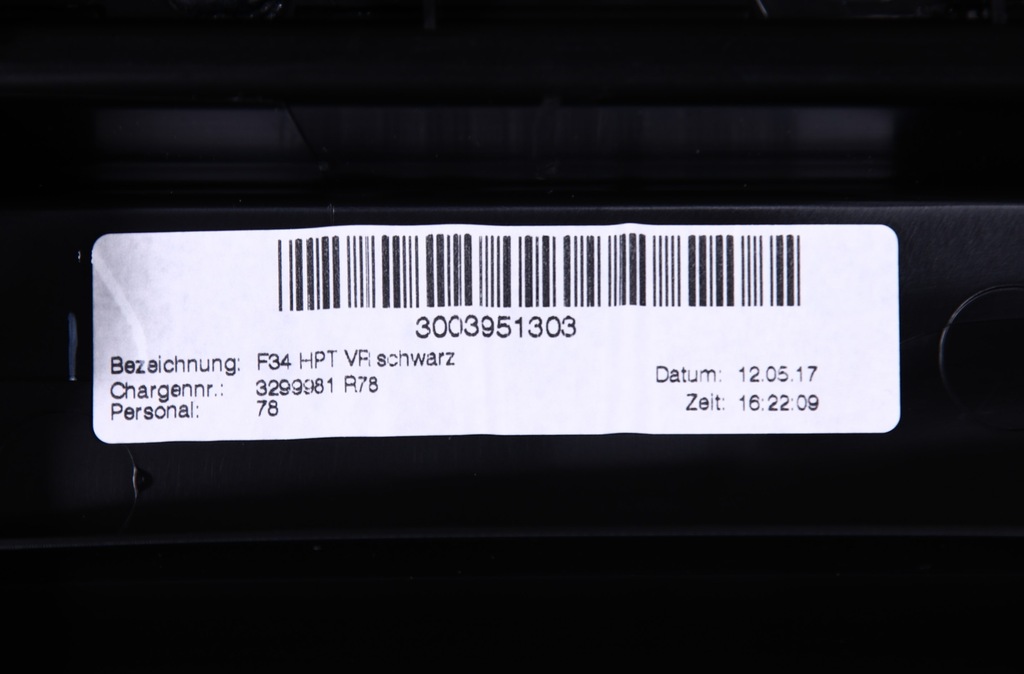 3003951303
Bezeichnung: F34 HPT VR schwarz
Chargennr.: 3299981 R78
Personal: 78
Datum: 12.05.17
Zeit: 16:22:09